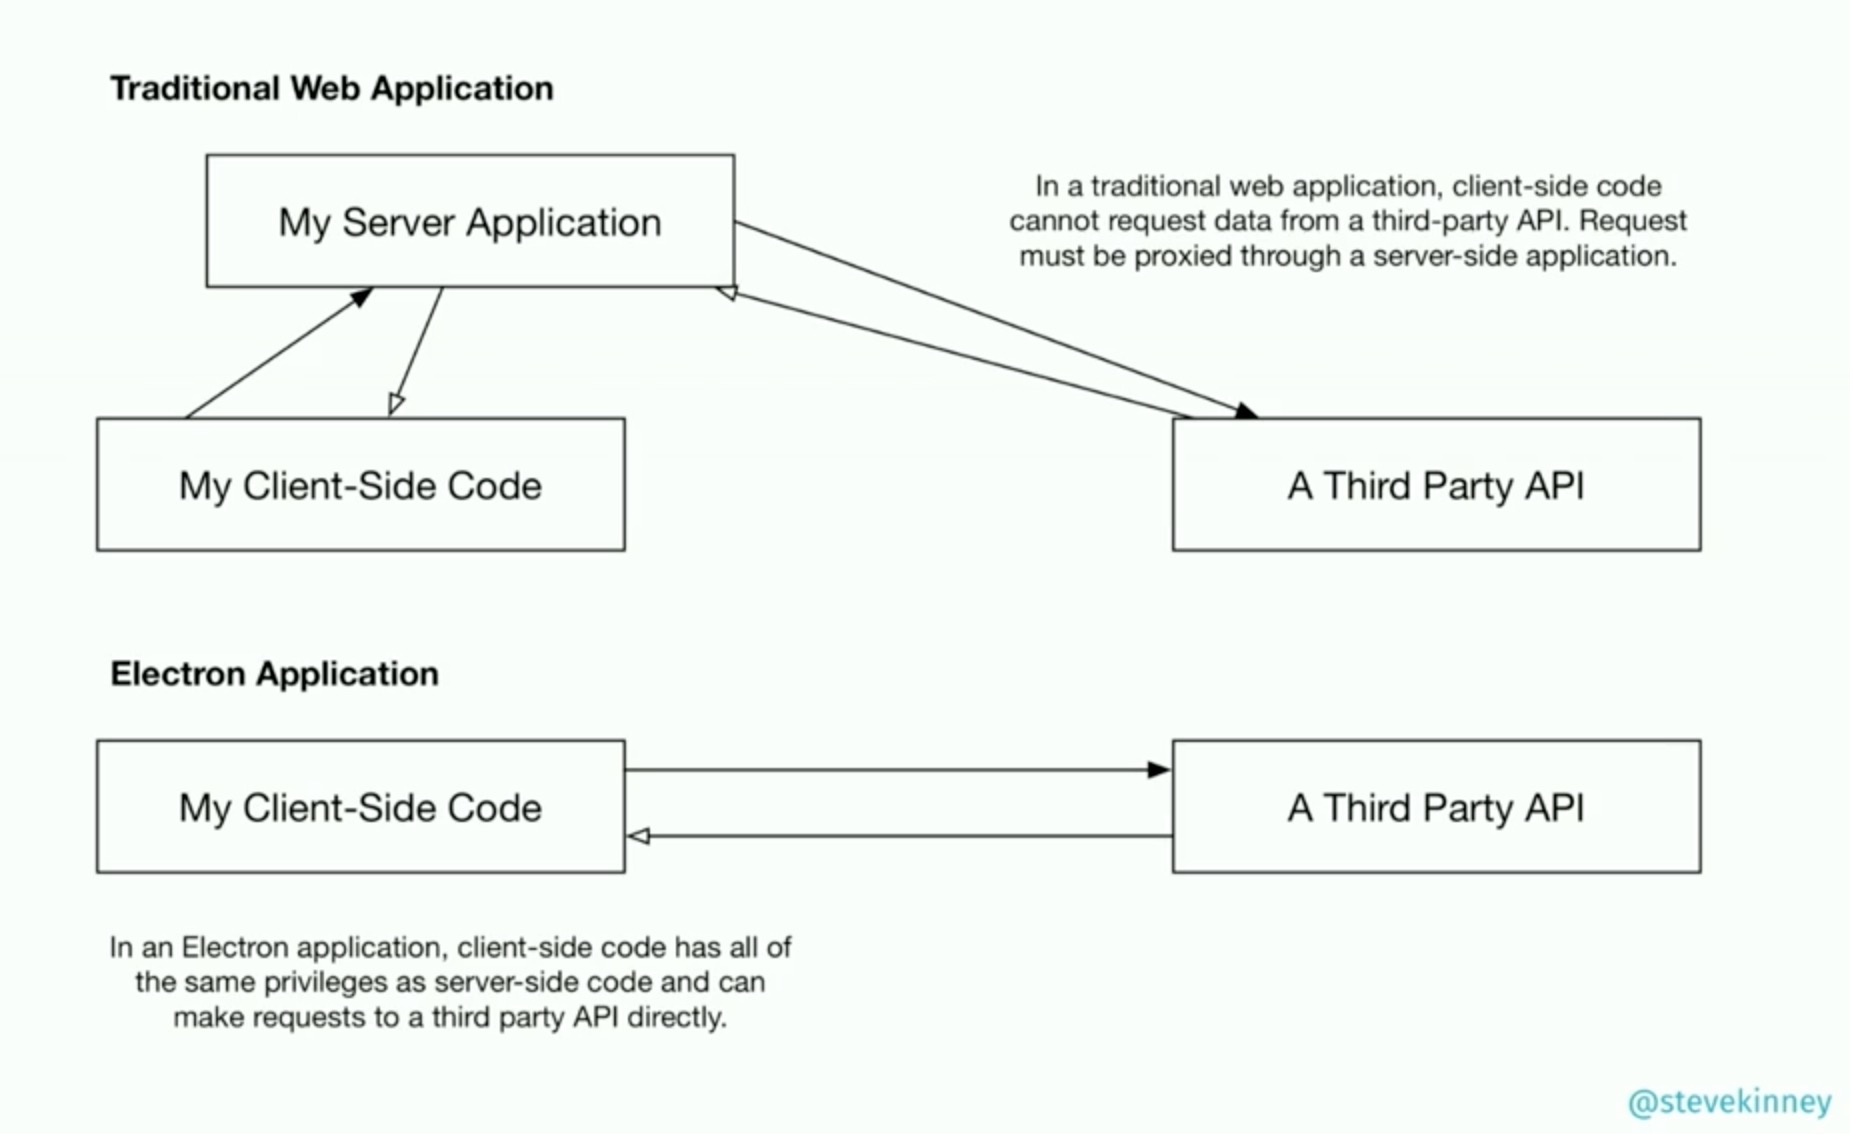 Traditional Web Application
My Server Application
In a traditional web application, client-side code
cannot request data from a third-party API. Request
must be proxied through a server-side application.
My Client-Side Code
A Third Party API
Electron Application
My Client-Side Code
A Third Party API
In an Electron application, client-side code has all of
the same privileges as server-side code and can
make requests to a third party API directly.
@stevekinney